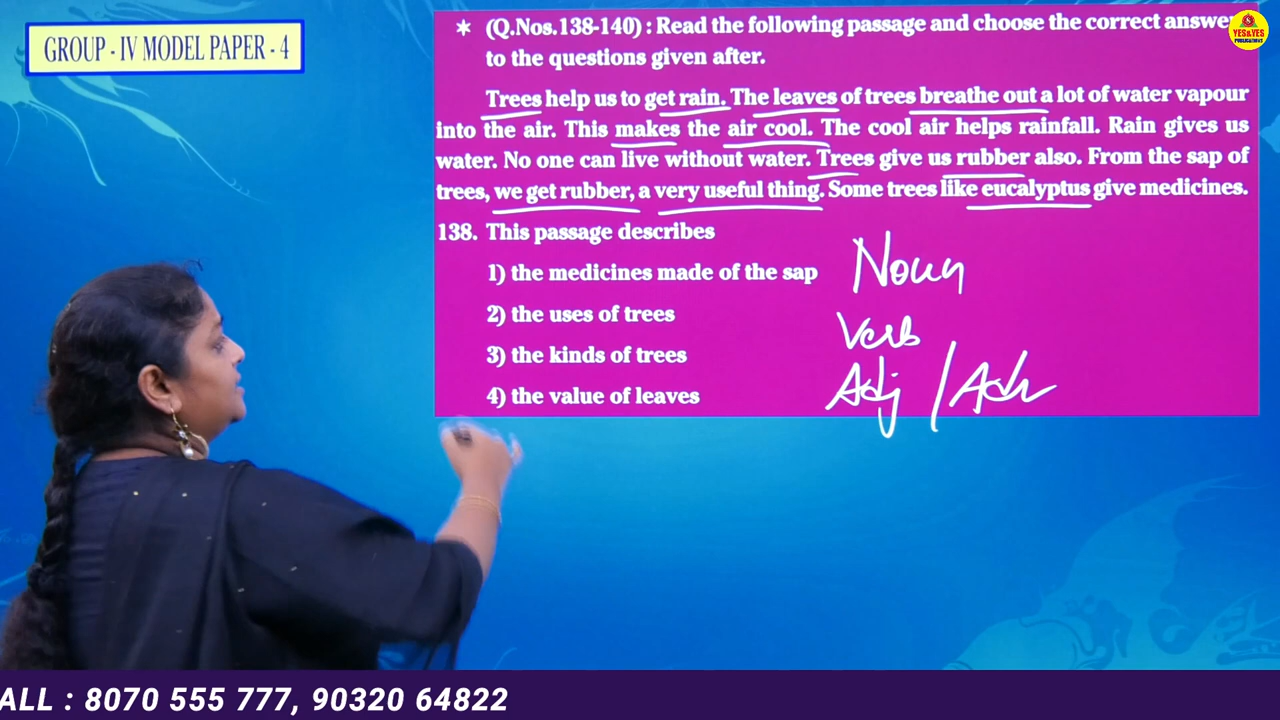 GROUP - IV MODEL PAPER - 4
* (Q.Nos.138-140) : Read the following passage and choose the correct answer
to the questions given after.
YES&YES
PUBLICATIONS
Trees help us to get rain. The leaves of trees breathe out a lot of water vapour
into the air. This makes the air cool. The cool air helps rainfall. Rain gives us
water. No one can live without water. Trees give us rubber also. From the sap of
trees, we get rubber, a very useful thing. Some trees like eucalyptus give medicines.
138. This passage describes
1) the medicines made of the sap
2) the uses of trees
3) the kinds of trees
4) the value of leaves
Noun
Verb
Adj / Adv
ALL : 8070 555 777, 90320 64822